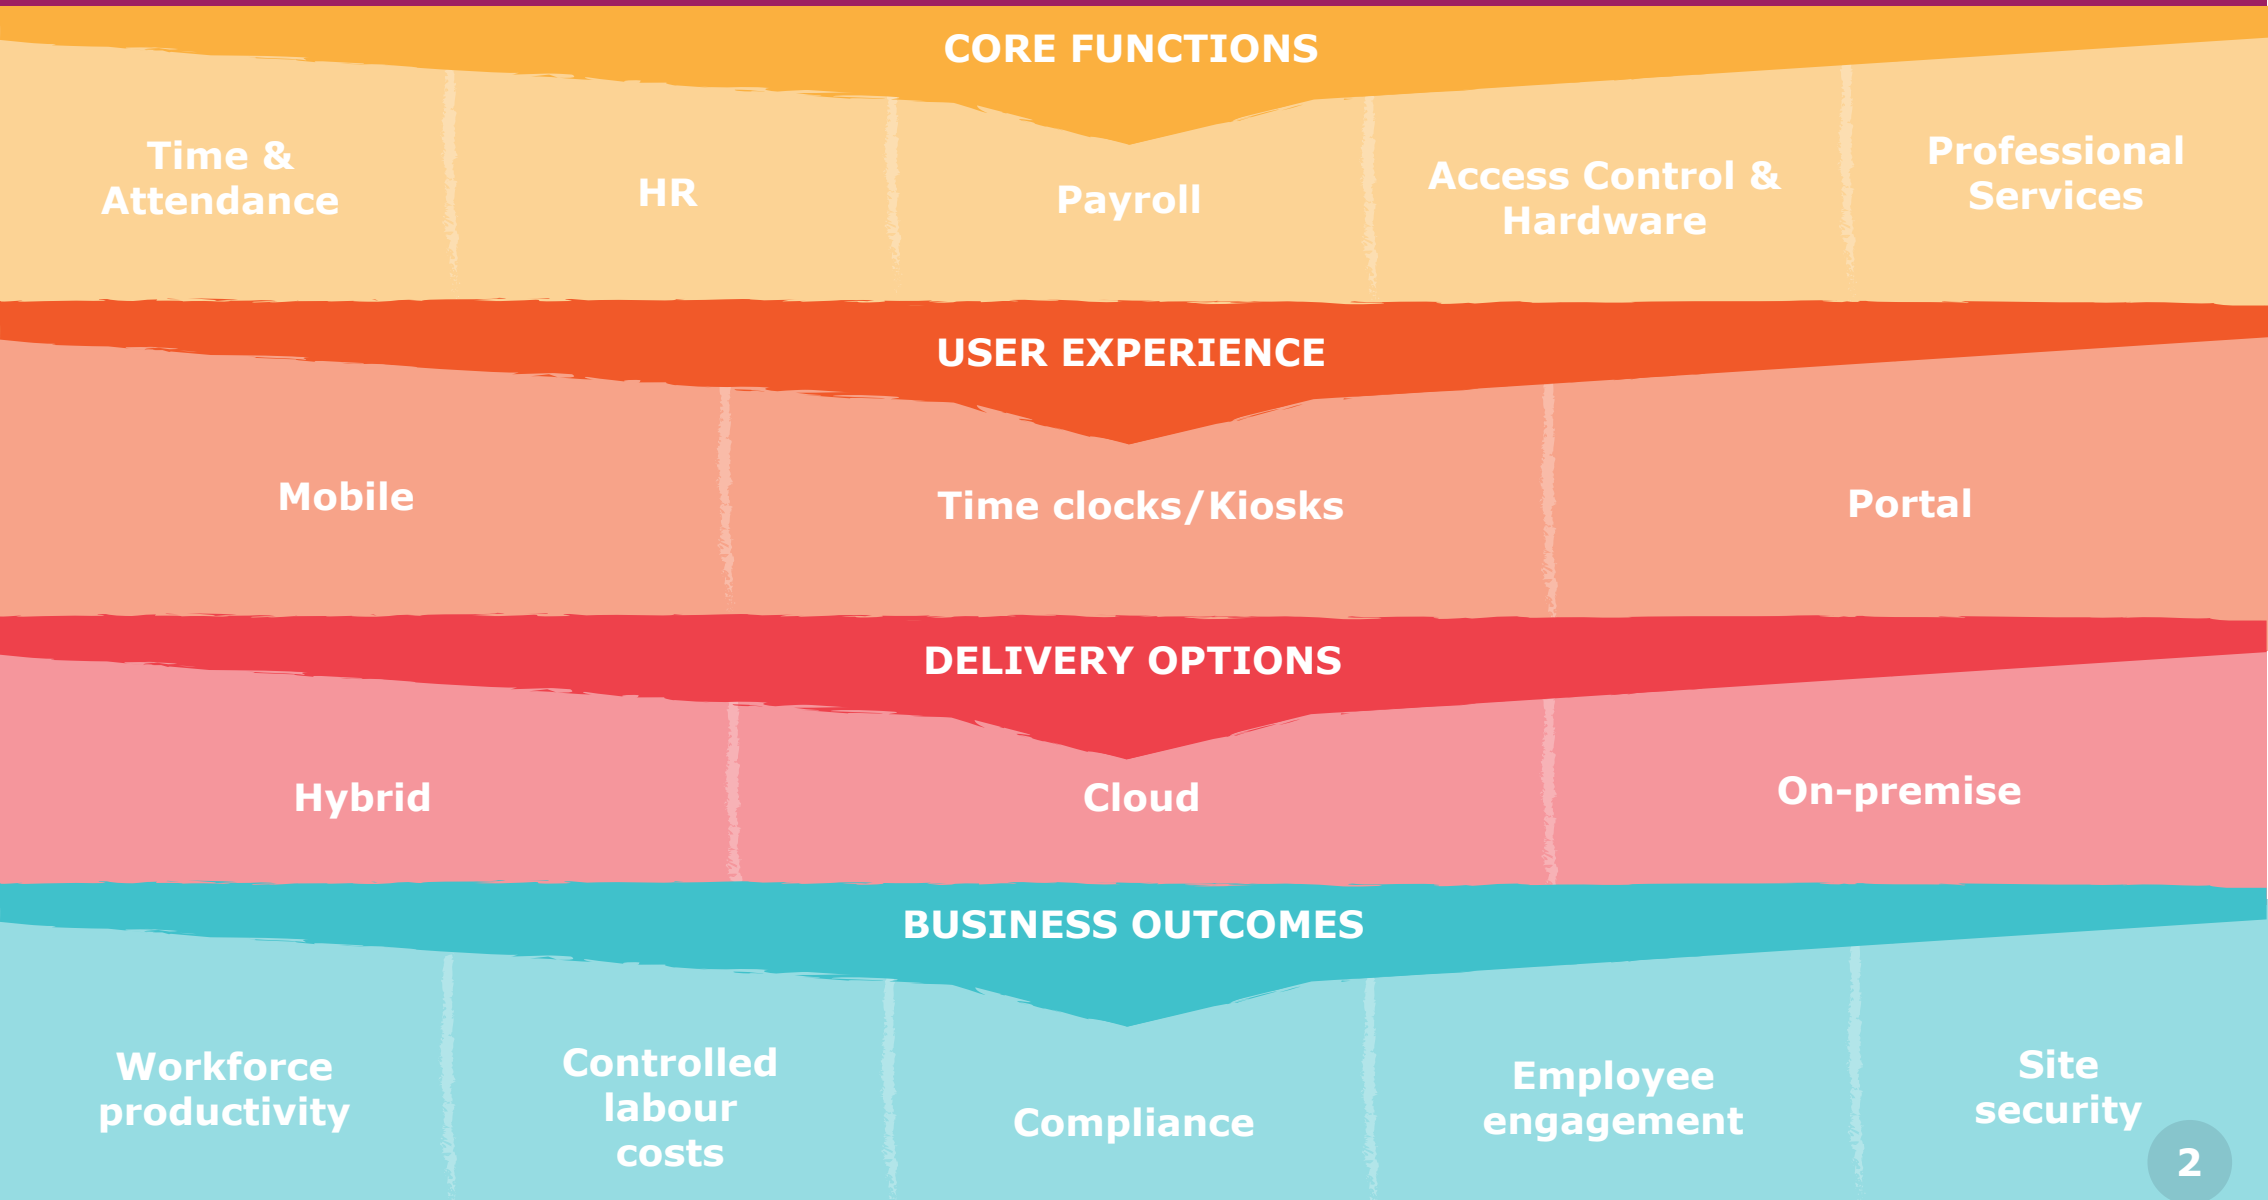 CORE FUNCTIONS
Time &
Attendance
HR
Payroll
Access Control &
Hardware
Professional
Services
USER EXPERIENCE
Mobile
Time clocks/Kiosks
Portal
DELIVERY OPTIONS
Hybrid
Cloud
On-premise
BUSINESS OUTCOMES
Workforce
productivity
Controlled
labour
costs
Compliance
Employee
engagement
Site
security
2